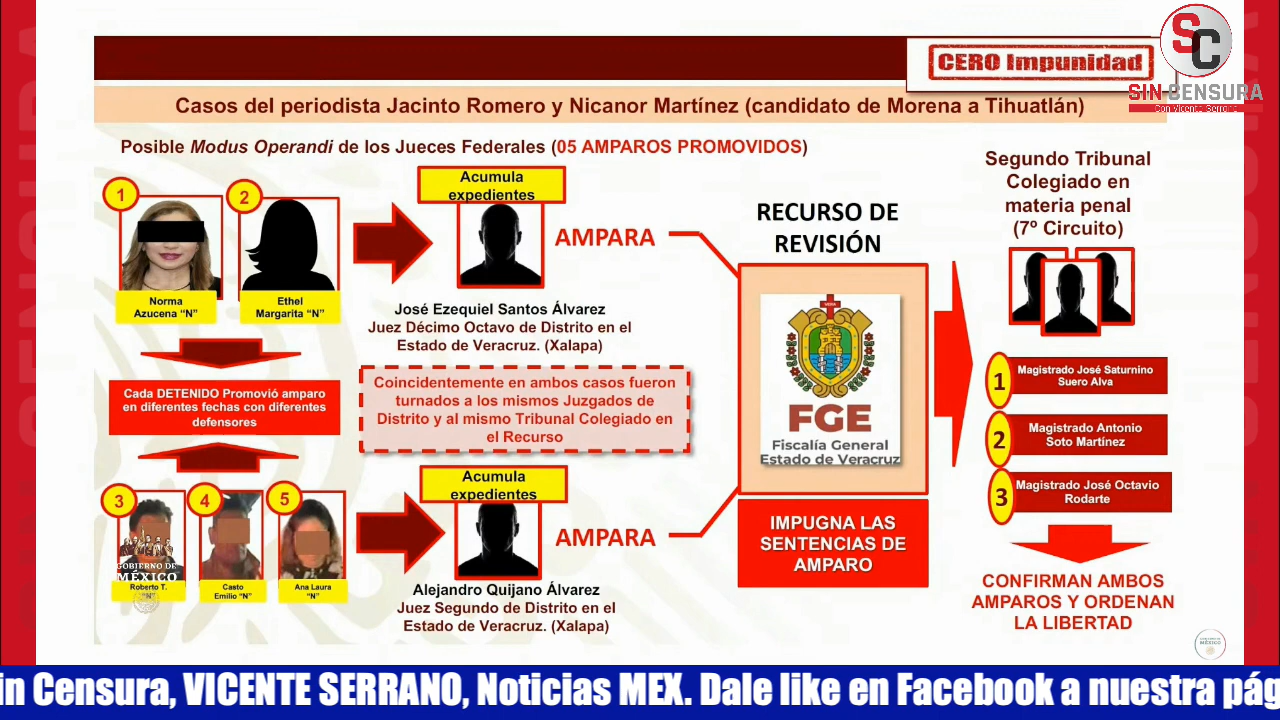 CERO Impunidad
SC
SIN CENSURA
Con Vicente Serrano
Casos del periodista Jacinto Romero y Nicanor Martínez (candidato de Morena a Tihuatlán)
Posible Modus Operandi de los Jueces Federales (05 AMPAROS PROMOVIDOS)
1
2
Norma
Azucena “N”
Ethel
Margarita “N”
Acumula
expedientes
AMPARA
José Ezequiel Santos Álvarez
Juez Décimo Octavo de Distrito en el
Estado de Veracruz. (Xalapa)
Cada DETENIDO Promovió amparo
en diferentes fechas con diferentes
defensores
Coincidentemente en ambos casos fueron
turnados a los mismos Juzgados de
Distrito y al mismo Tribunal Colegiado en
el Recurso
3
4
5
GOBIERNO DE
MÉXICO
Roberto T.
“N”
Casto
Emilio “N”
Ana Laura
“N”
Acumula
expedientes
AMPARA
Alejandro Quijano Álvarez
Juez Segundo de Distrito en el
Estado de Veracruz. (Xalapa)
RECURSO DE
REVISIÓN
FGE
Fiscalía General
Estado de Veracruz
IMPUGNA LAS
SENTENCIAS DE
AMPARO
Segundo Tribunal
Colegiado en
materia penal
(7º Circuito)
1
Magistrado José Saturnino
Suero Alva
2
Magistrado Antonio
Soto Martínez
3
Magistrado José Octavio
Rodarte
CONFIRMAN AMBOS
AMPAROS Y ORDENAN
LA LIBERTAD
in Censura, VICENTE SERRANO, Noticias MEX. Dale like en Facebook a nuestra pág